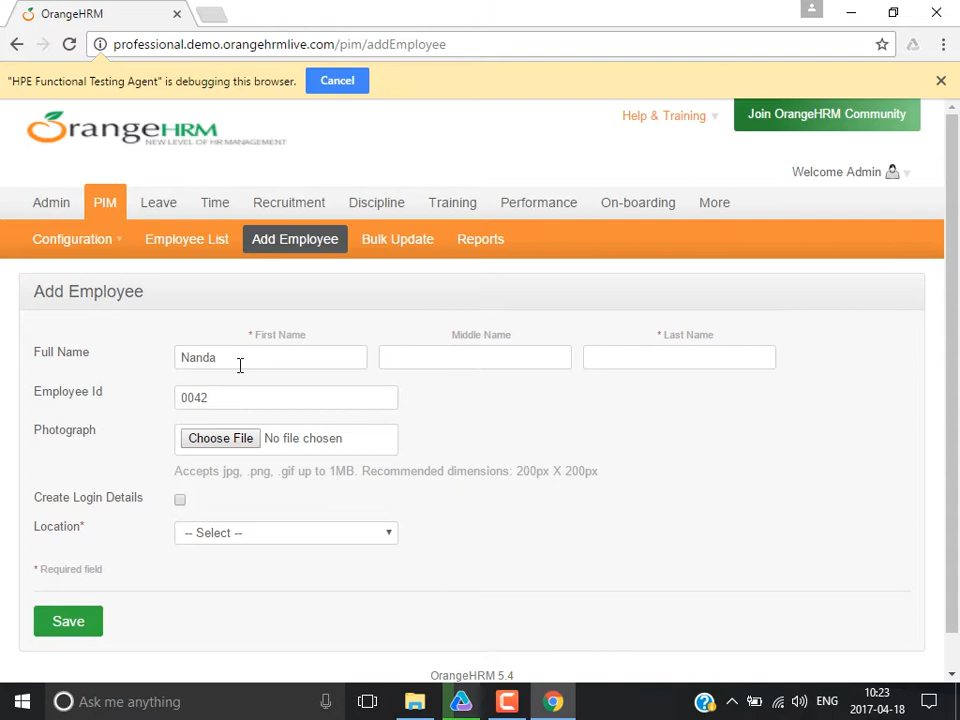 OrangeHRM
professional.demo.orangehrmlive.com/pim/addEmployee
"HPE Functional Testing Agent" is debugging this browser. Cancel
OrangeHRM
NEW LEVEL OF HR MANAGEMENT
Help & Training
Join OrangeHRM Community
Welcome Admin
Admin PIM Leave Time Recruitment Discipline Training Performance On-boarding More
Configuration Employee List Add Employee Bulk Update Reports
Add Employee
* First Name Middle Name * Last Name
Full Name Nanda
Employee Id 0042
Photograph Choose File No file chosen
Accepts jpg, .png, .gif up to 1MB. Recommended dimensions: 200px X 200px
Create Login Details
Location* -- Select --
* Required field
Save
OrangeHRM 5.4
Ask me anything
ENG
10:23
2017-04-18